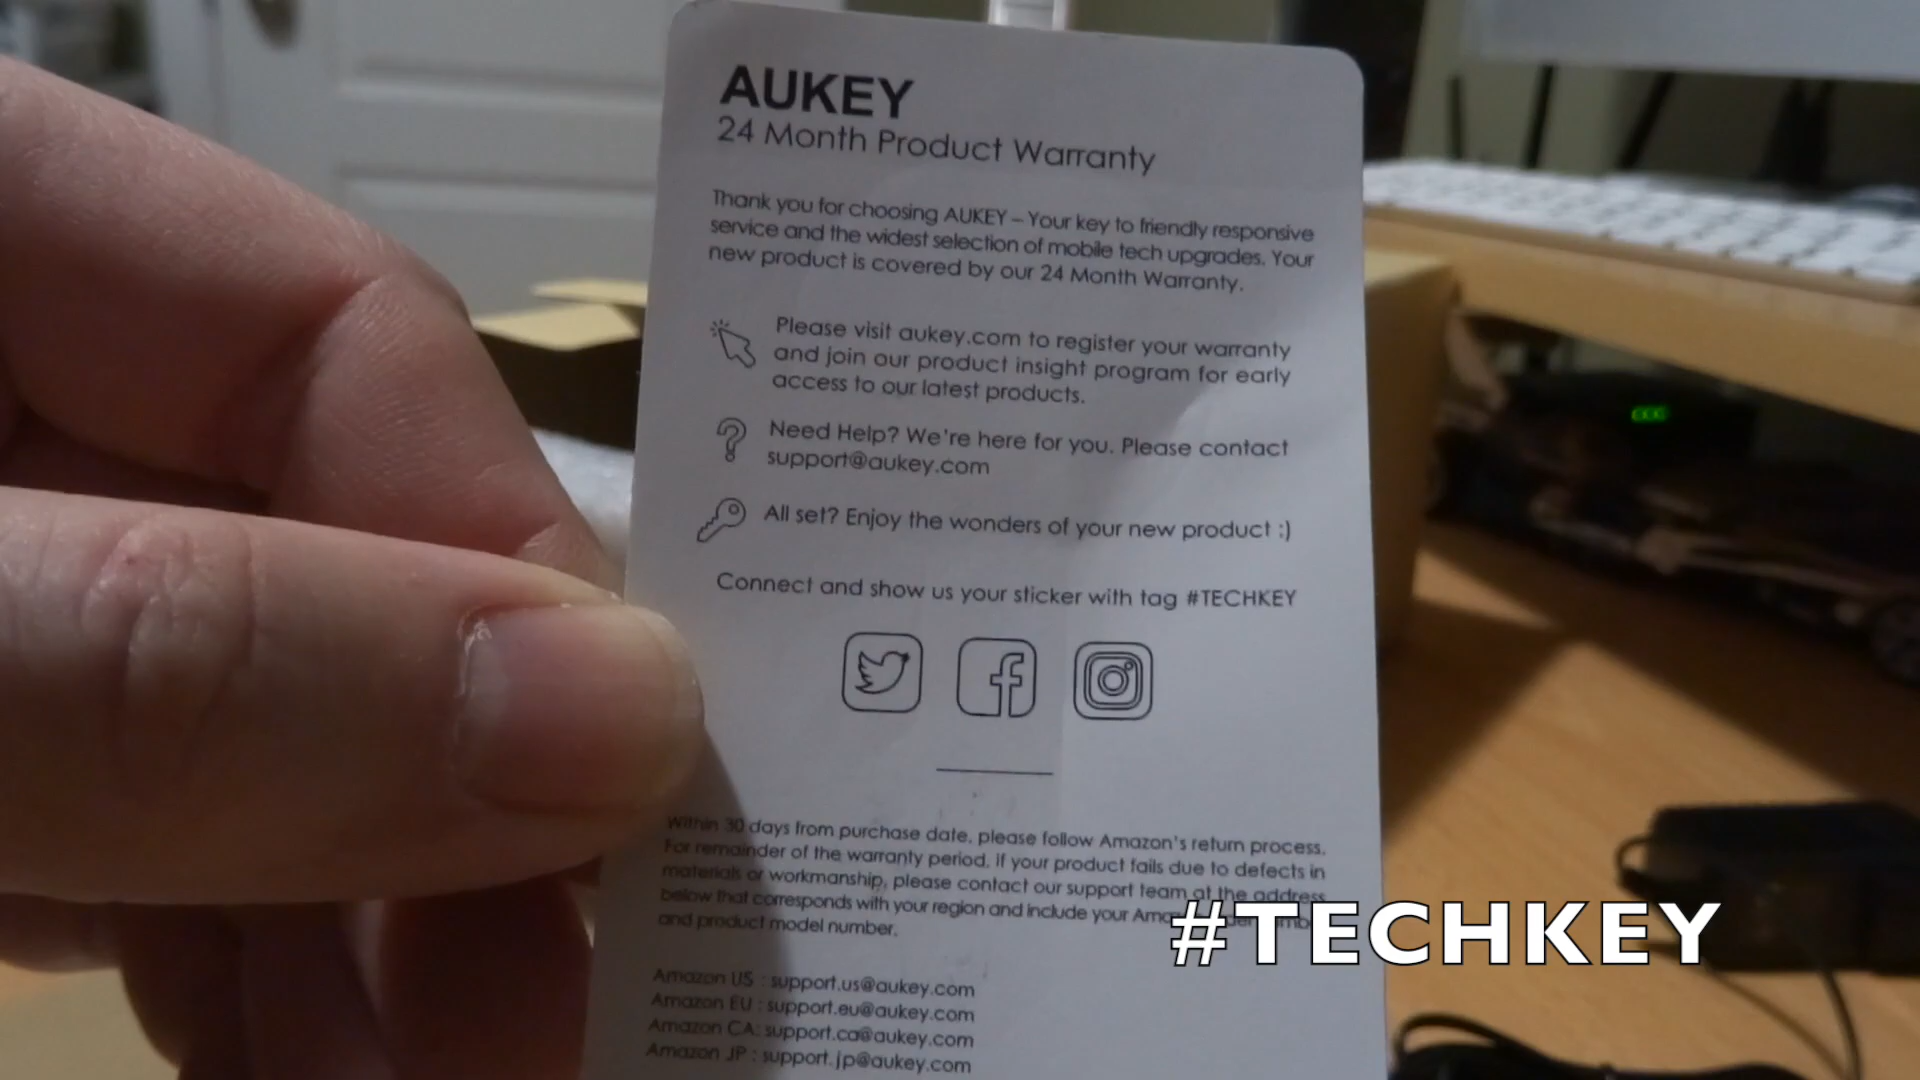 AUKEY
24 Month Product Warranty
Thank you for choosing AUKEY – Your key to friendly responsive
service and the widest selection of mobile tech upgrades. Your
new product is covered by our 24 Month Warranty.
Please visit aukey.com to register your warranty
and join our product insight program for early
access to our latest products.
Need Help? We're here for you. Please contact
support@aukey.com
All set? Enjoy the wonders of your new product :)
Connect and show us your sticker with tag #TECHKEY
Within 30 days from purchase date, please follow Amazon's return process.
For remainder of the warranty period, if your product fails due to defects in
materials or workmanship, please contact our support team at the address
below that corresponds with your region and include your
and product model number.
#TECHKEY
Amazon US : support.us@aukey.com
Amazon EU : support.eu@aukey.com
Amazon CA: support.ca@aukey.com
Amazon JP : support.jp@aukey.com